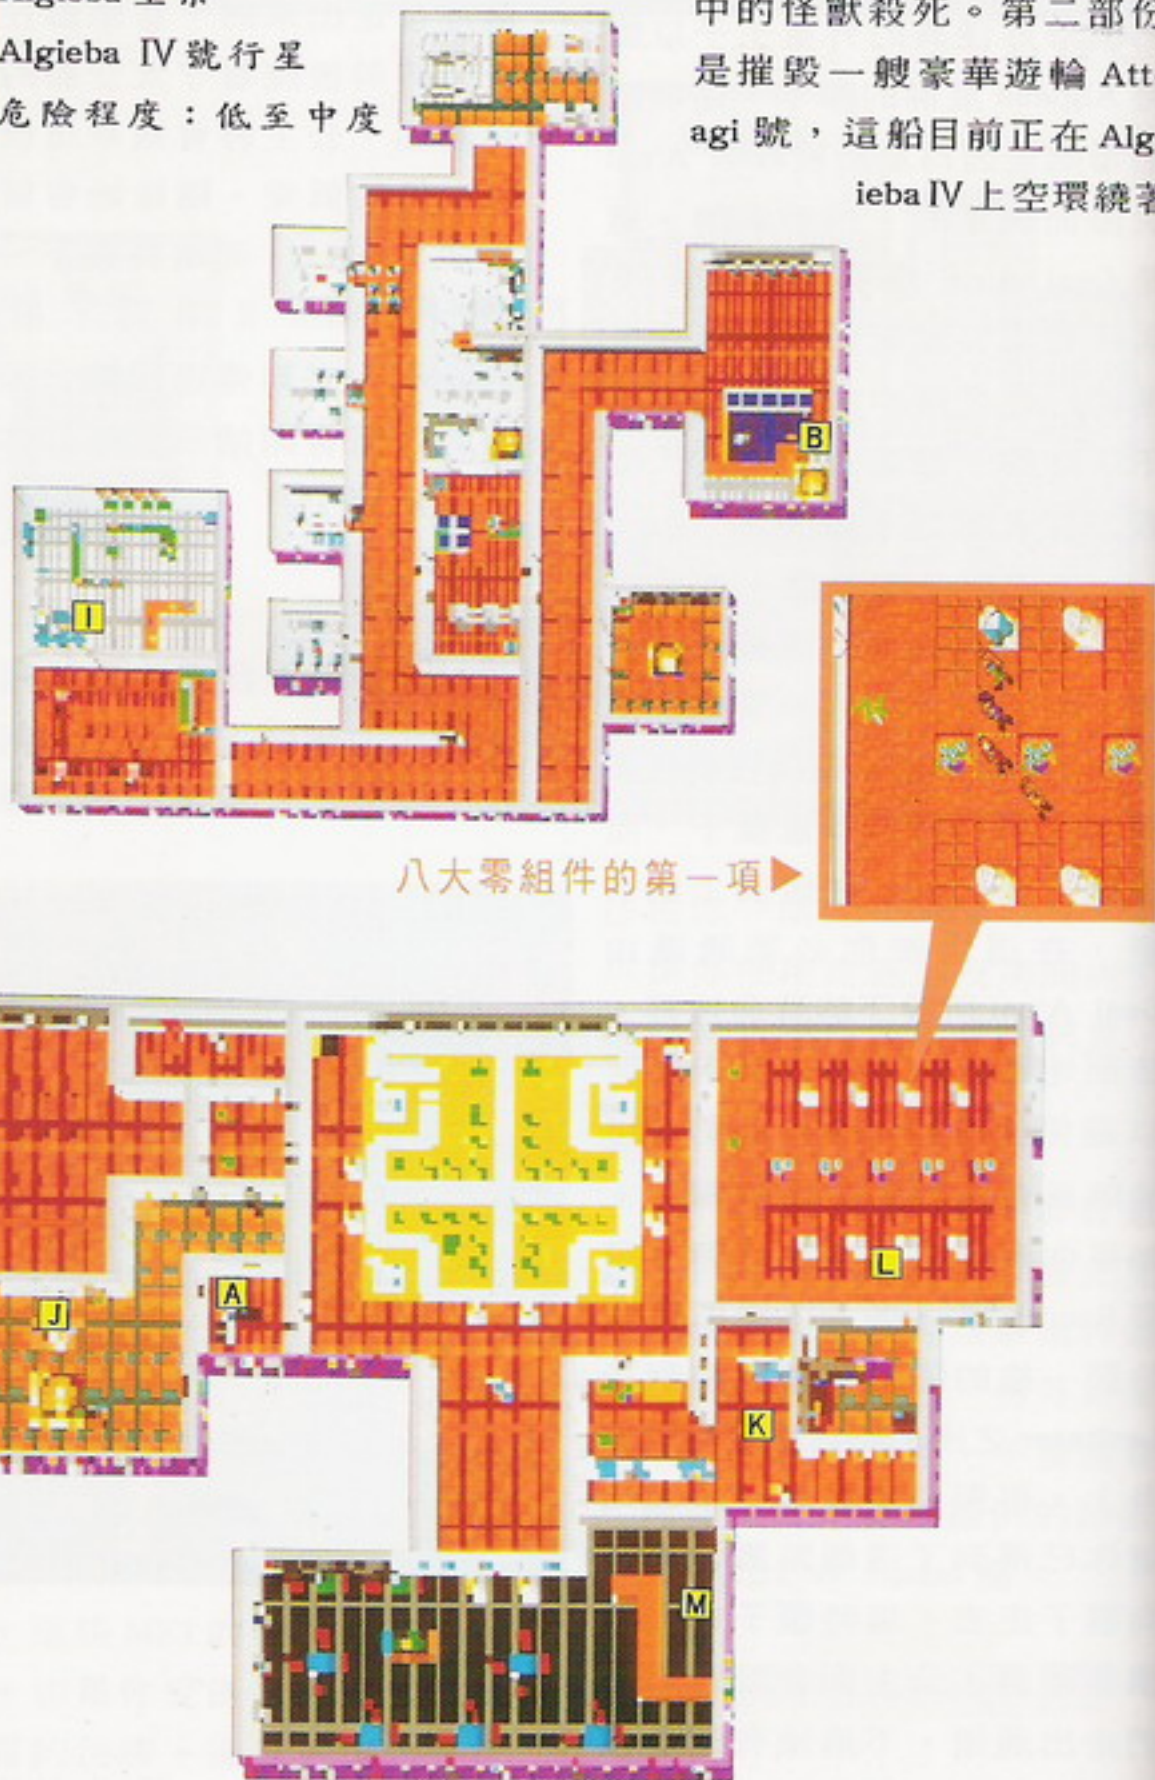 Algieba IV 號行星
危險程度：低至中度
中的怪獸殺死。第二部份
是摧毀一艘豪華遊輪 Att
agi 號，這船目前正在 Alg
ieba IV 上空環繞著
B
I
八大零組件的第一項▶
L
A
J
K
M